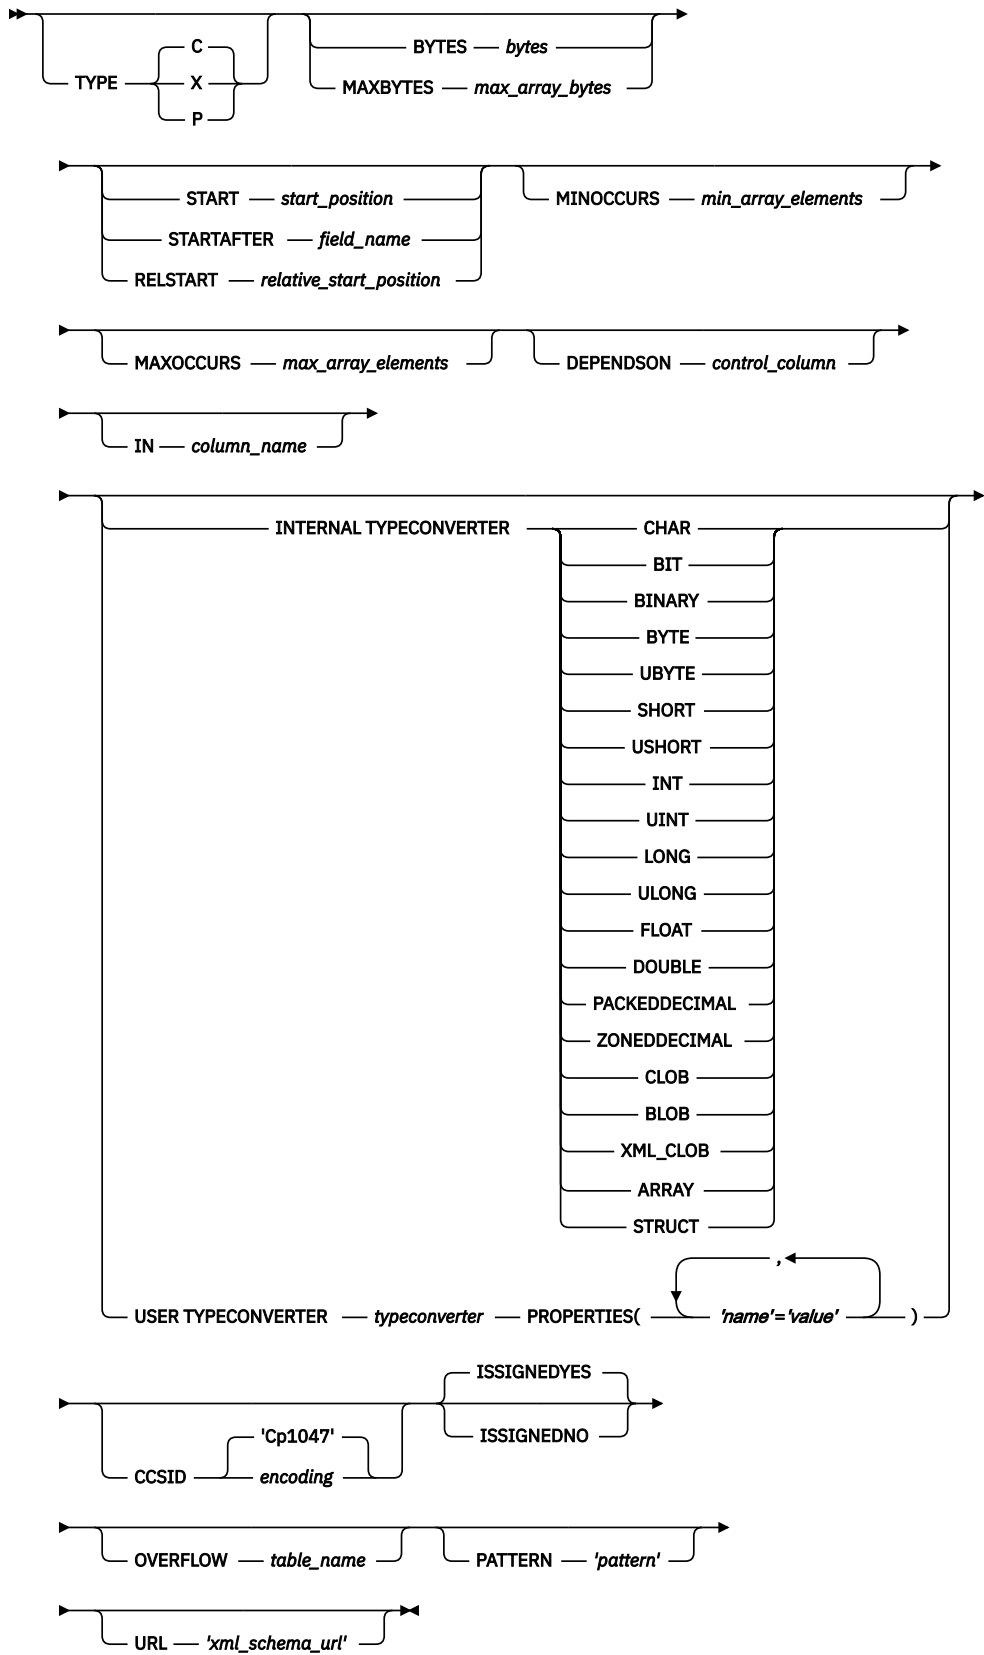 C
TYPE X
P
BYTES bytes
MAXBYTES max_array_bytes
START start_position
STARTAFTER field_name
RELSTART relative_start_position
MINOCCURS min_array_elements
MAXOCCURS max_array_elements
DEPENDSON control_column
IN column_name
INTERNAL TYPECONVERTER CHAR
BIT
BINARY
BYTE
UBYTE
SHORT
USHORT
INT
UINT
LONG
ULONG
FLOAT
DOUBLE
PACKEDDECIMAL
ZONEDDECIMAL
CLOB
BLOB
XML_CLOB
ARRAY
STRUCT
,
USER TYPECONVERTER typeconverter PROPERTIES( 'name'='value' )
'Cp1047'
CCSID encoding
ISSIGNEDYES
ISSIGNEDNO
OVERFLOW table_name
PATTERN 'pattern'
URL 'xml_schema_url'